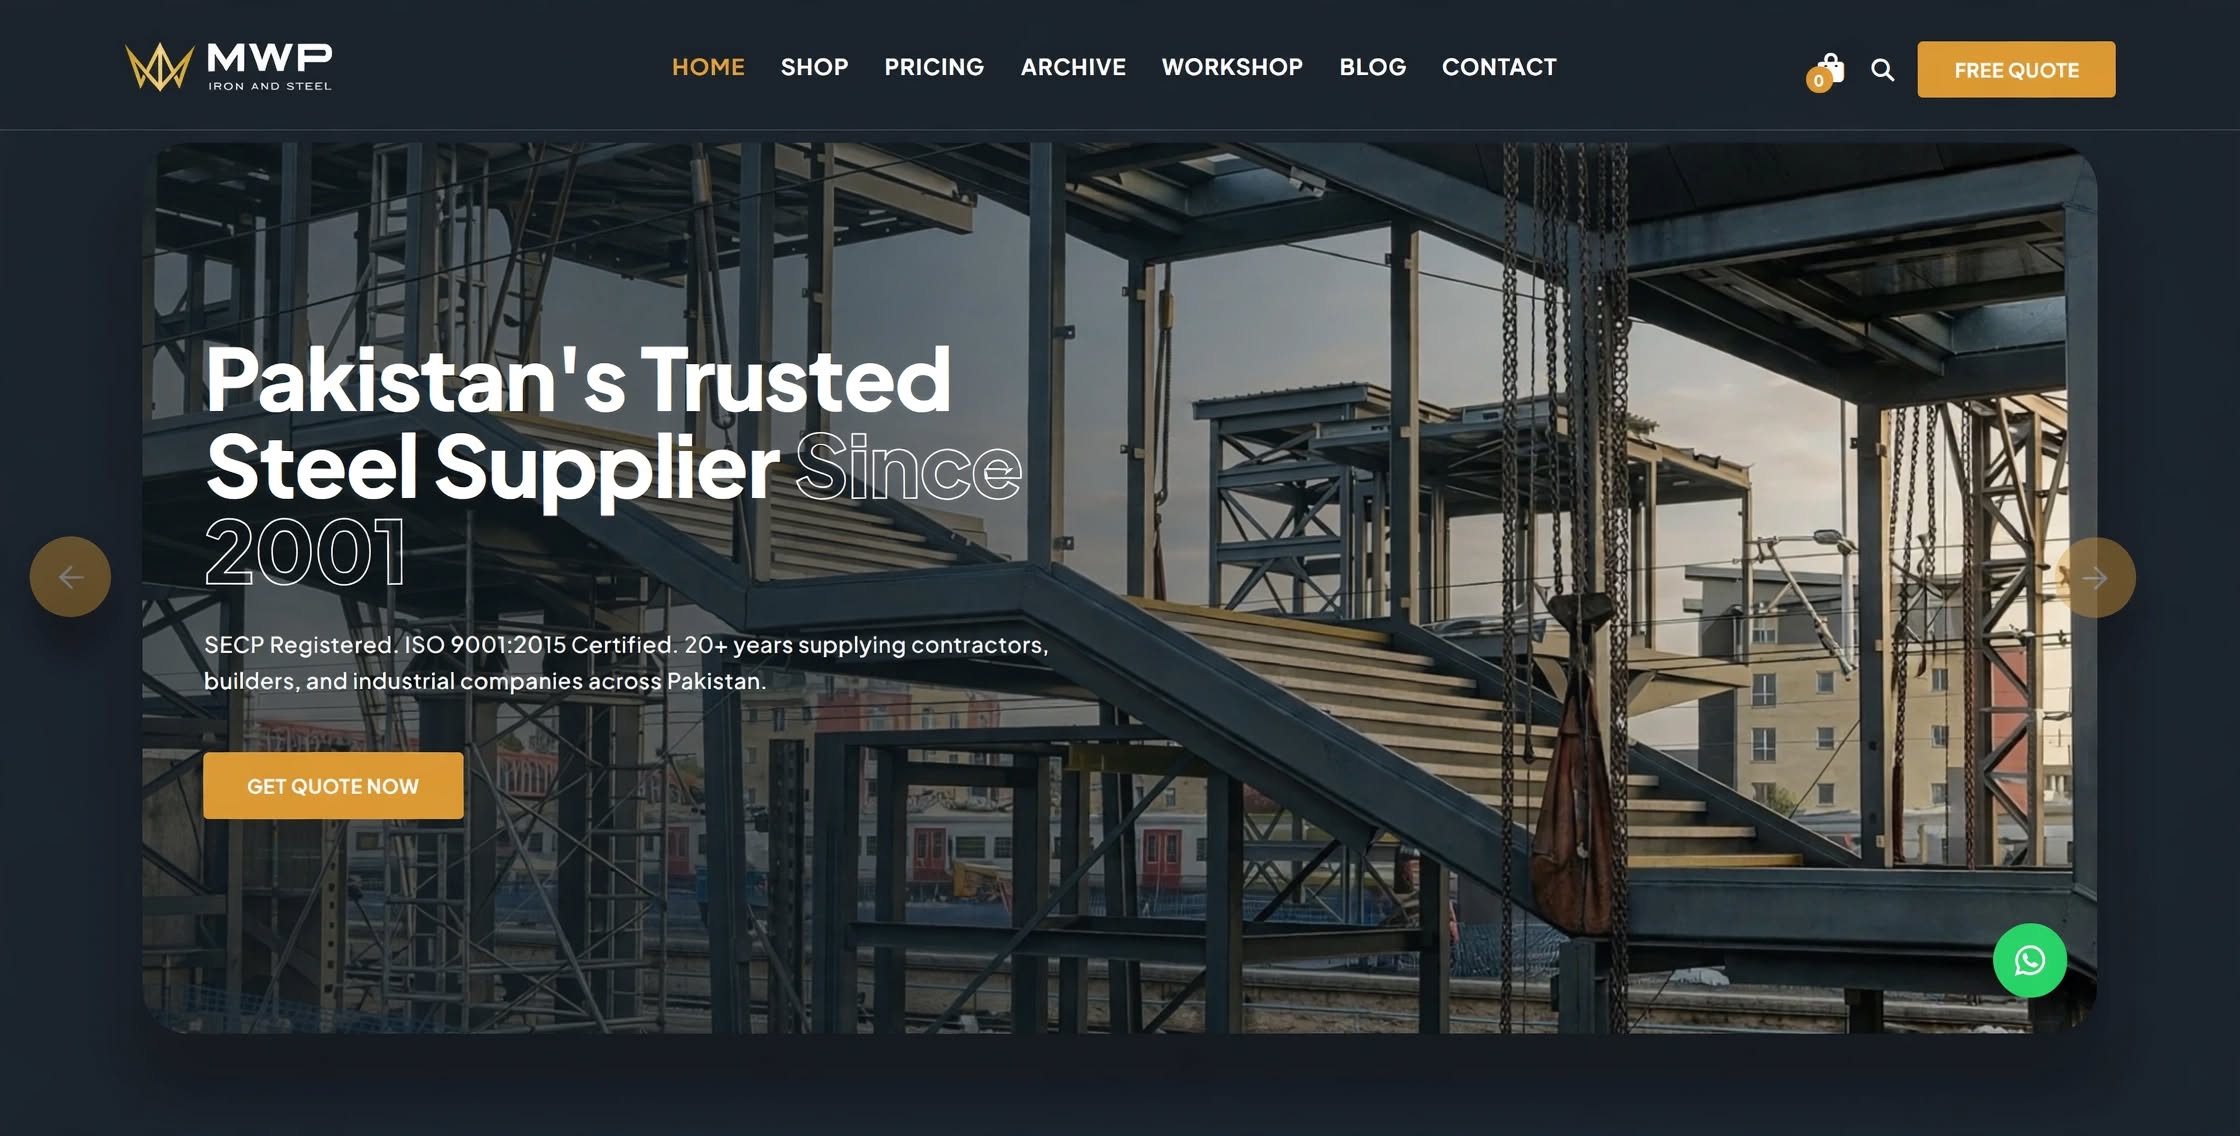 MWP
IRON AND STEEL
HOME SHOP PRICING ARCHIVE WORKSHOP BLOG CONTACT
0
FREE QUOTE
Pakistan's Trusted
Steel Supplier Since
2001
SECP Registered. ISO 9001:2015 Certified. 20+ years supplying contractors,
builders, and industrial companies across Pakistan.
GET QUOTE NOW